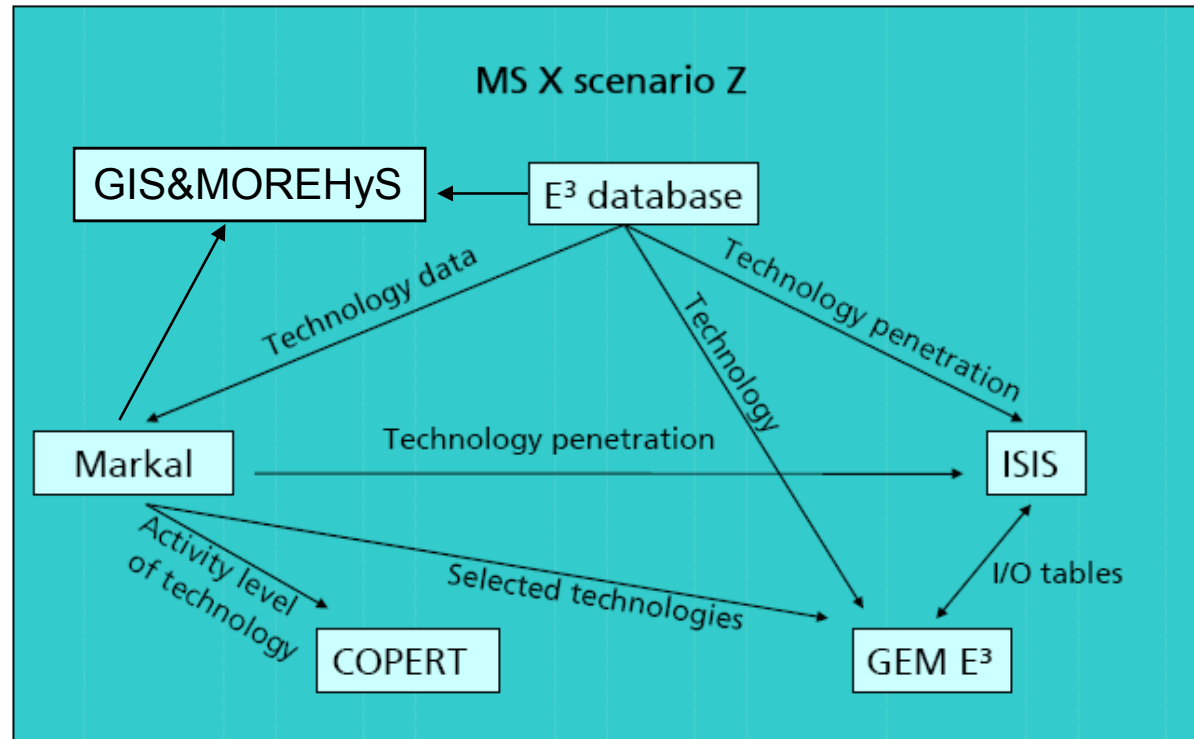 MS X scenario Z
GIS&MOREHyS
E³ database
Technology data
Technology
Technology penetration
Markal
Technology penetration
ISIS
Activity level
of technology
Selected technologies
I/O tables
COPERT
GEM E³